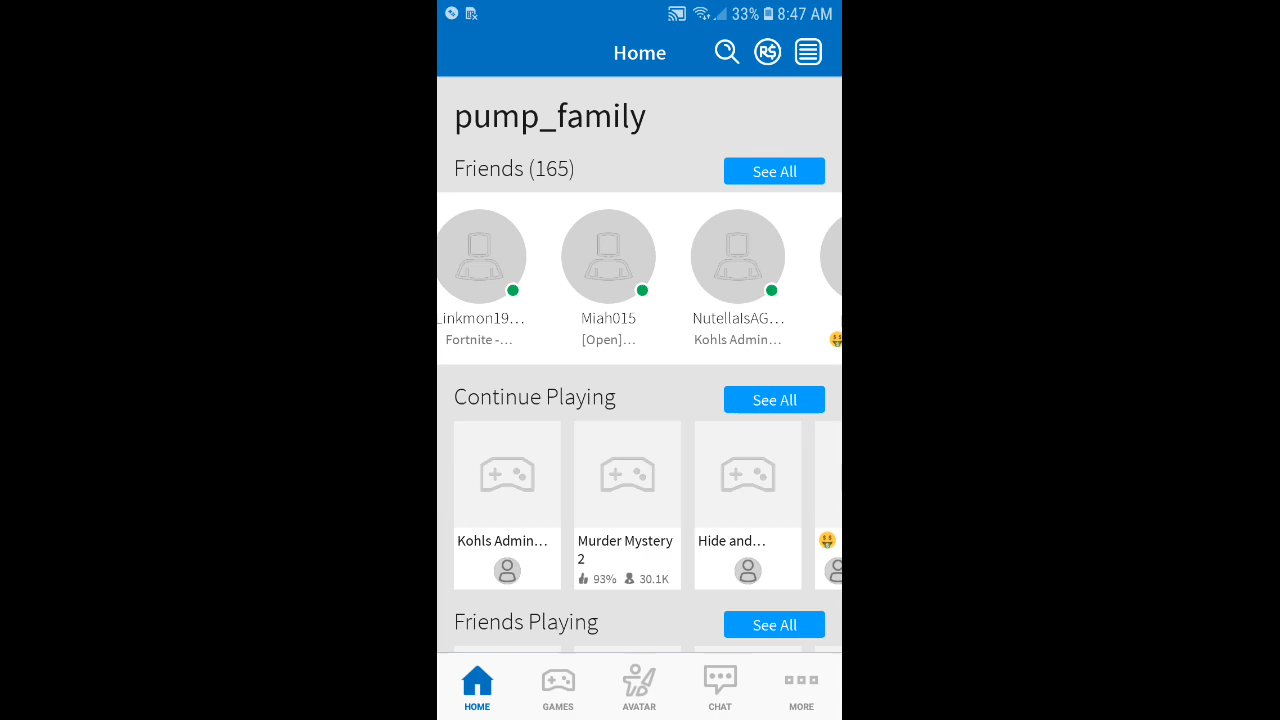 33% 8:47 AM
Home
R$
pump_family
Friends (165)
See All
Linkmon19… Miah015 NutellaIsAG…
Fortnite -… [Open]… Kohls Admin…
Continue Playing
See All
Kohls Admin… Murder Mystery 2 Hide and…
93% 30.1K
Friends Playing
See All
HOME GAMES AVATAR CHAT MORE